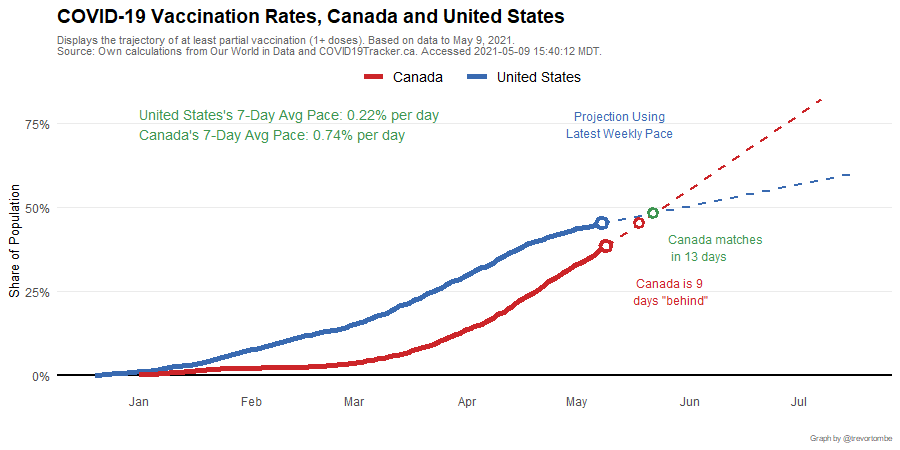 COVID-19 Vaccination Rates, Canada and United States
Displays the trajectory of at least partial vaccination (1+ doses). Based on data to May 9, 2021.
Source: Own calculations from Our World in Data and COVID19Tracker.ca. Accessed 2021-05-09 15:40:12 MDT.
Canada
United States
United States's 7-Day Avg Pace: 0.22% per day
Canada's 7-Day Avg Pace: 0.74% per day
Projection Using
Latest Weekly Pace
75%
50%
25%
0%
Share of Population
Canada matches
in 13 days
Canada is 9
days "behind"
Jan
Feb
Mar
Apr
May
Jun
Jul
Graph by @trevortombe